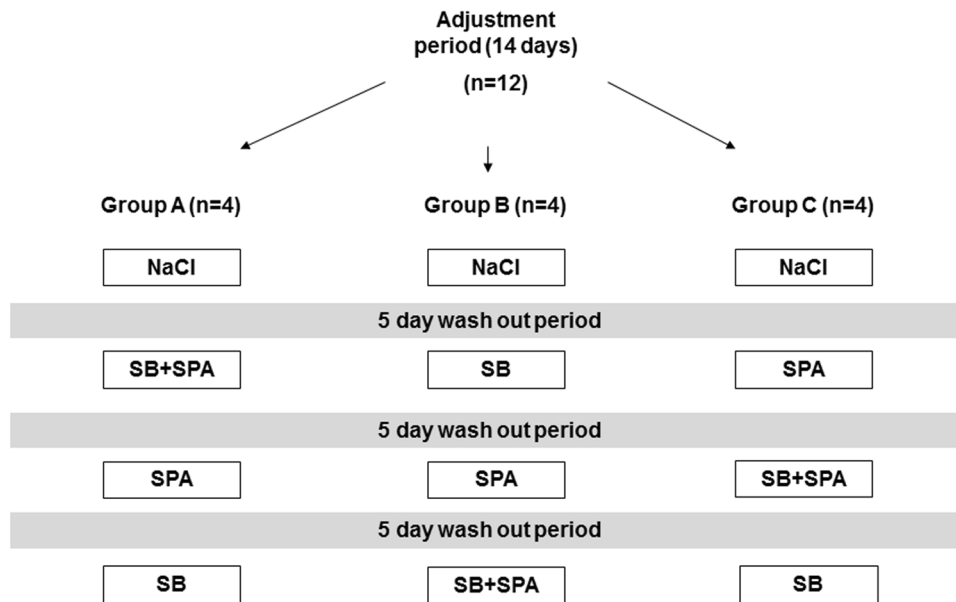 Adjustment
period (14 days)
(n=12)
Group A (n=4) Group B (n=4) Group C (n=4)
NaCl NaCl NaCl
5 day wash out period
SB+SPA SB SPA
5 day wash out period
SPA SPA SB+SPA
5 day wash out period
SB SB+SPA SB